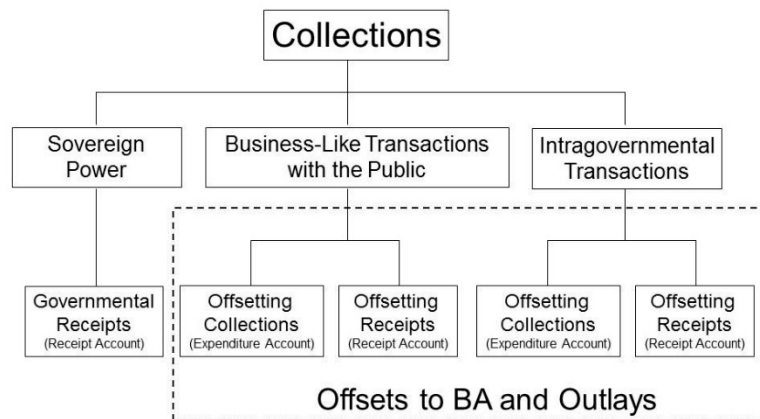 Collections
Sovereign
Power
Business-Like Transactions
with the Public
Intragovernmental
Transactions
Governmental
Receipts
(Receipt Account)
Offsetting
Collections
(Expenditure Account)
Offsetting
Receipts
(Receipt Account)
Offsetting
Collections
(Expenditure Account)
Offsetting
Receipts
(Receipt Account)
Offsets to BA and Outlays